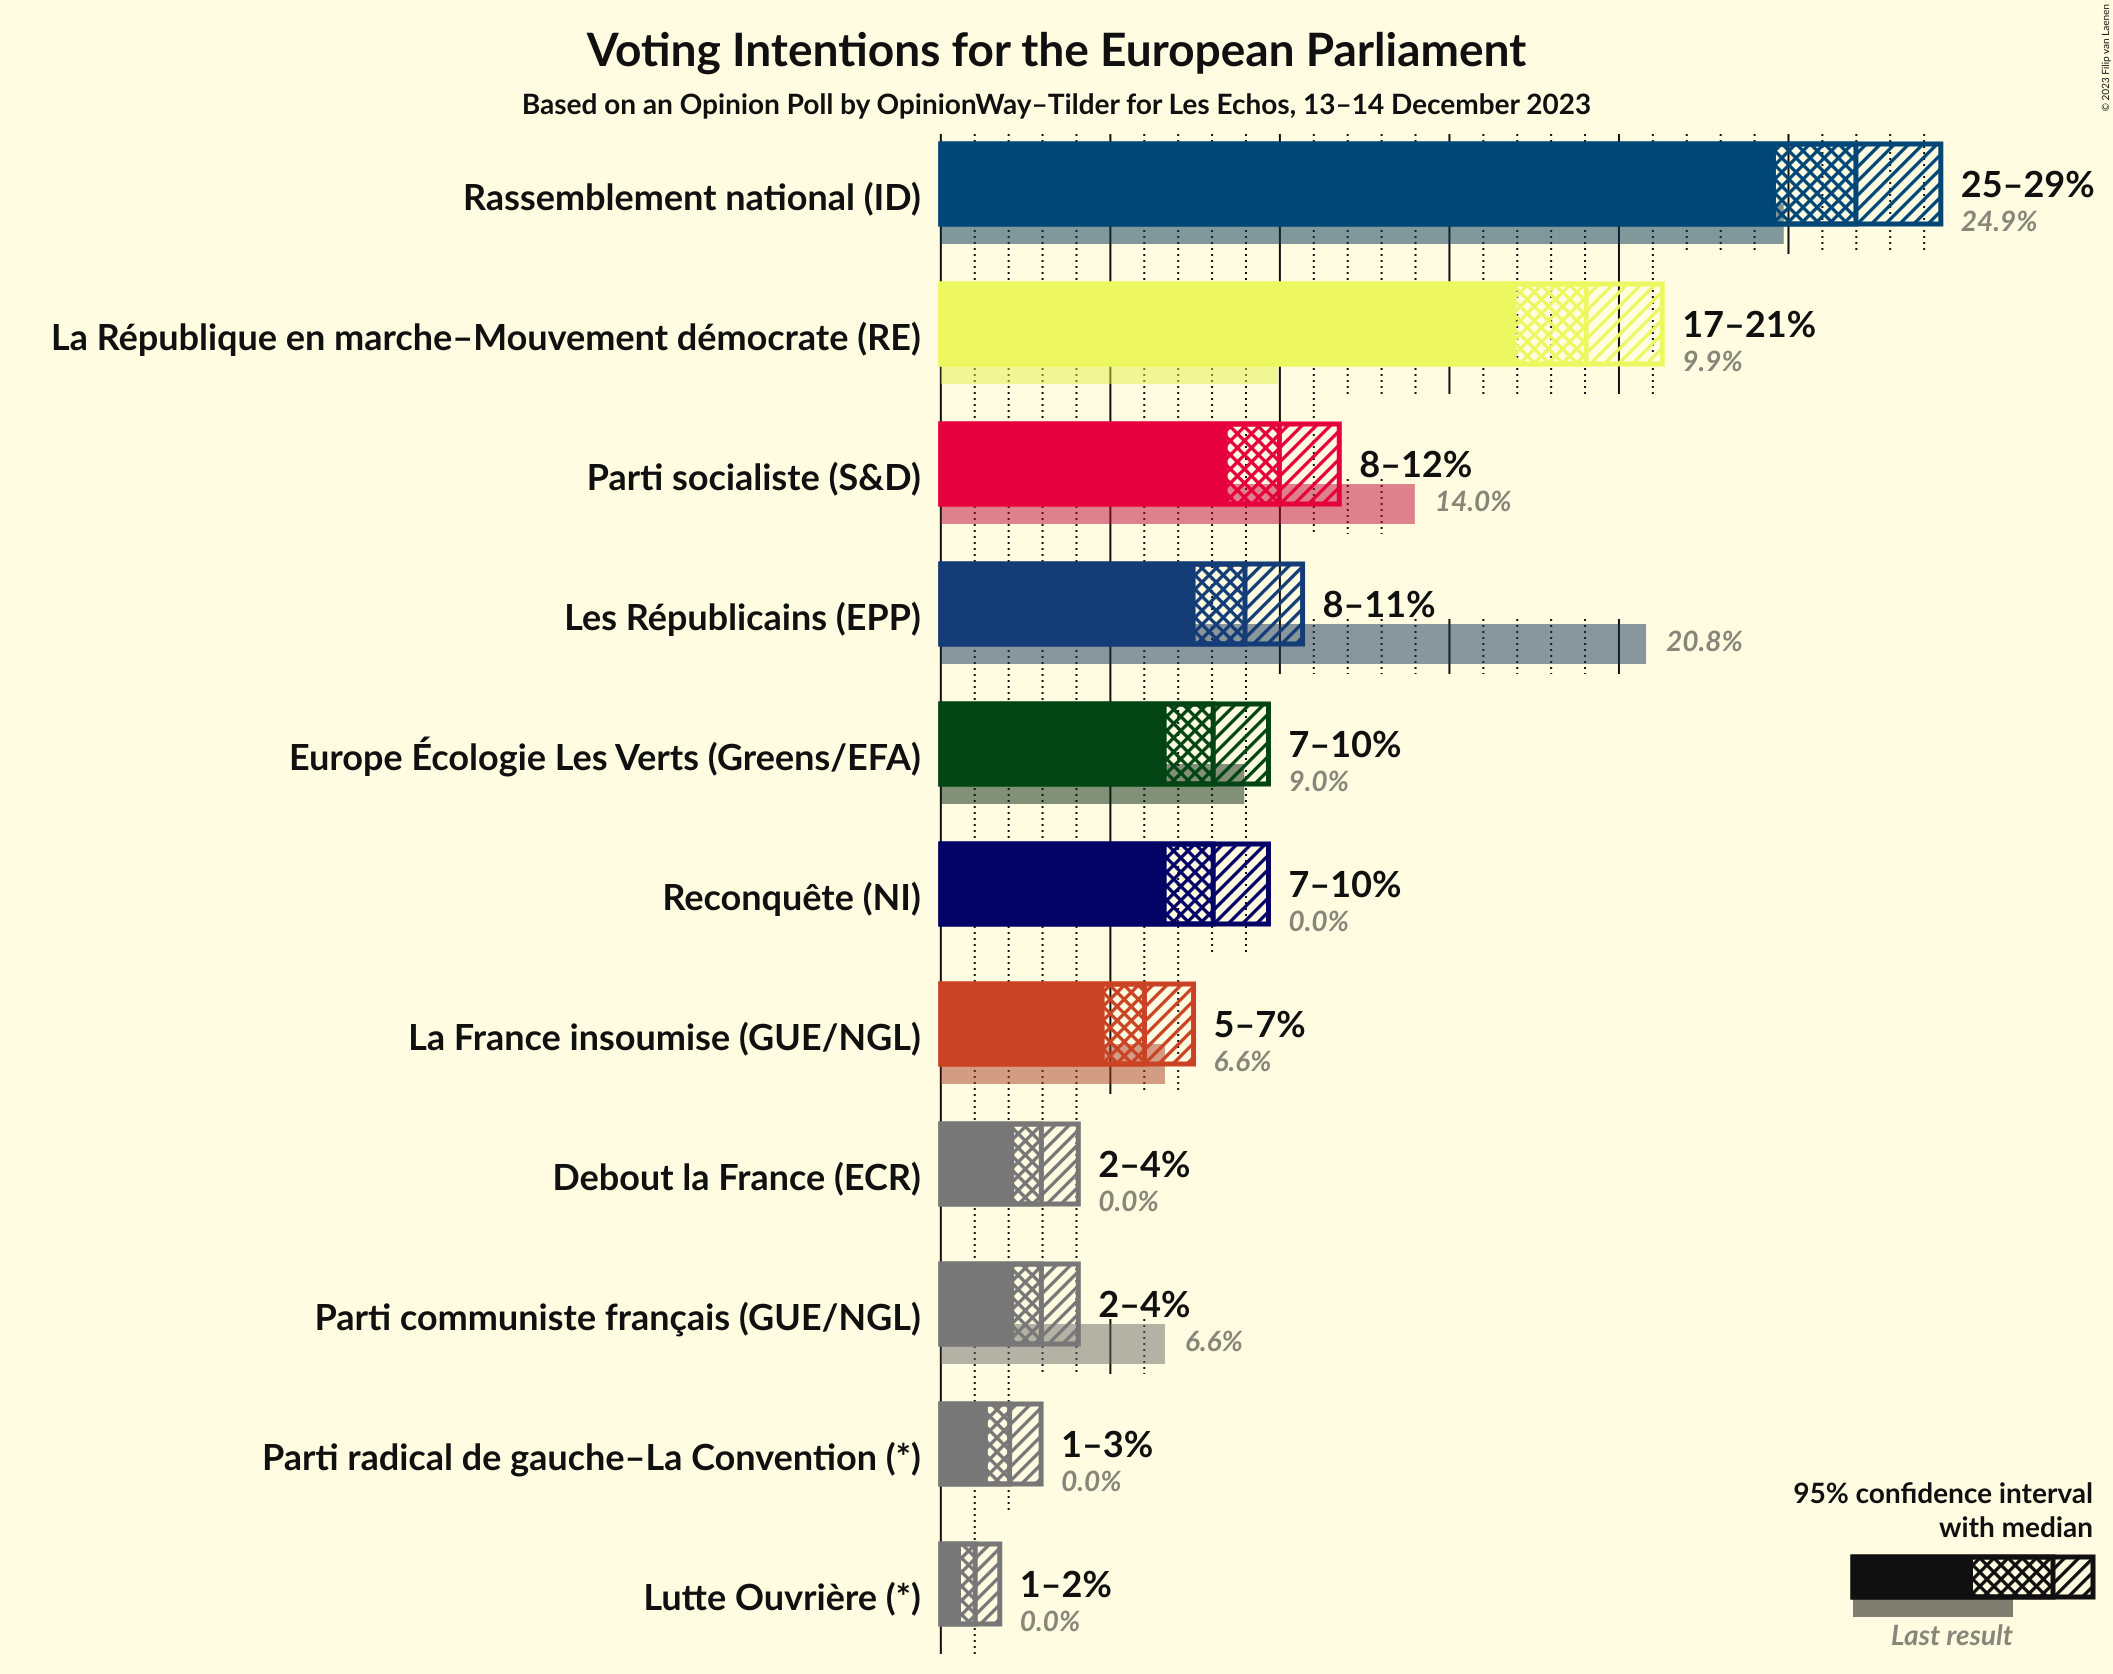 Voting Intentions for the European Parliament
Based on an Opinion Poll by OpinionWay–Tilder for Les Echos, 13–14 December 2023
© 2023 Filip van Laenen
Rassemblement national (ID)
25–29%
24.9%
La République en marche–Mouvement démocrate (RE)
17–21%
9.9%
Parti socialiste (S&D)
8–12%
14.0%
Les Républicains (EPP)
8–11%
20.8%
Europe Écologie Les Verts (Greens/EFA)
7–10%
9.0%
Reconquête (NI)
7–10%
0.0%
La France insoumise (GUE/NGL)
5–7%
6.6%
Debout la France (ECR)
2–4%
0.0%
Parti communiste français (GUE/NGL)
2–4%
6.6%
Parti radical de gauche–La Convention (*)
1–3%
0.0%
Lutte Ouvrière (*)
1–2%
0.0%
95% confidence interval
with median
Last result